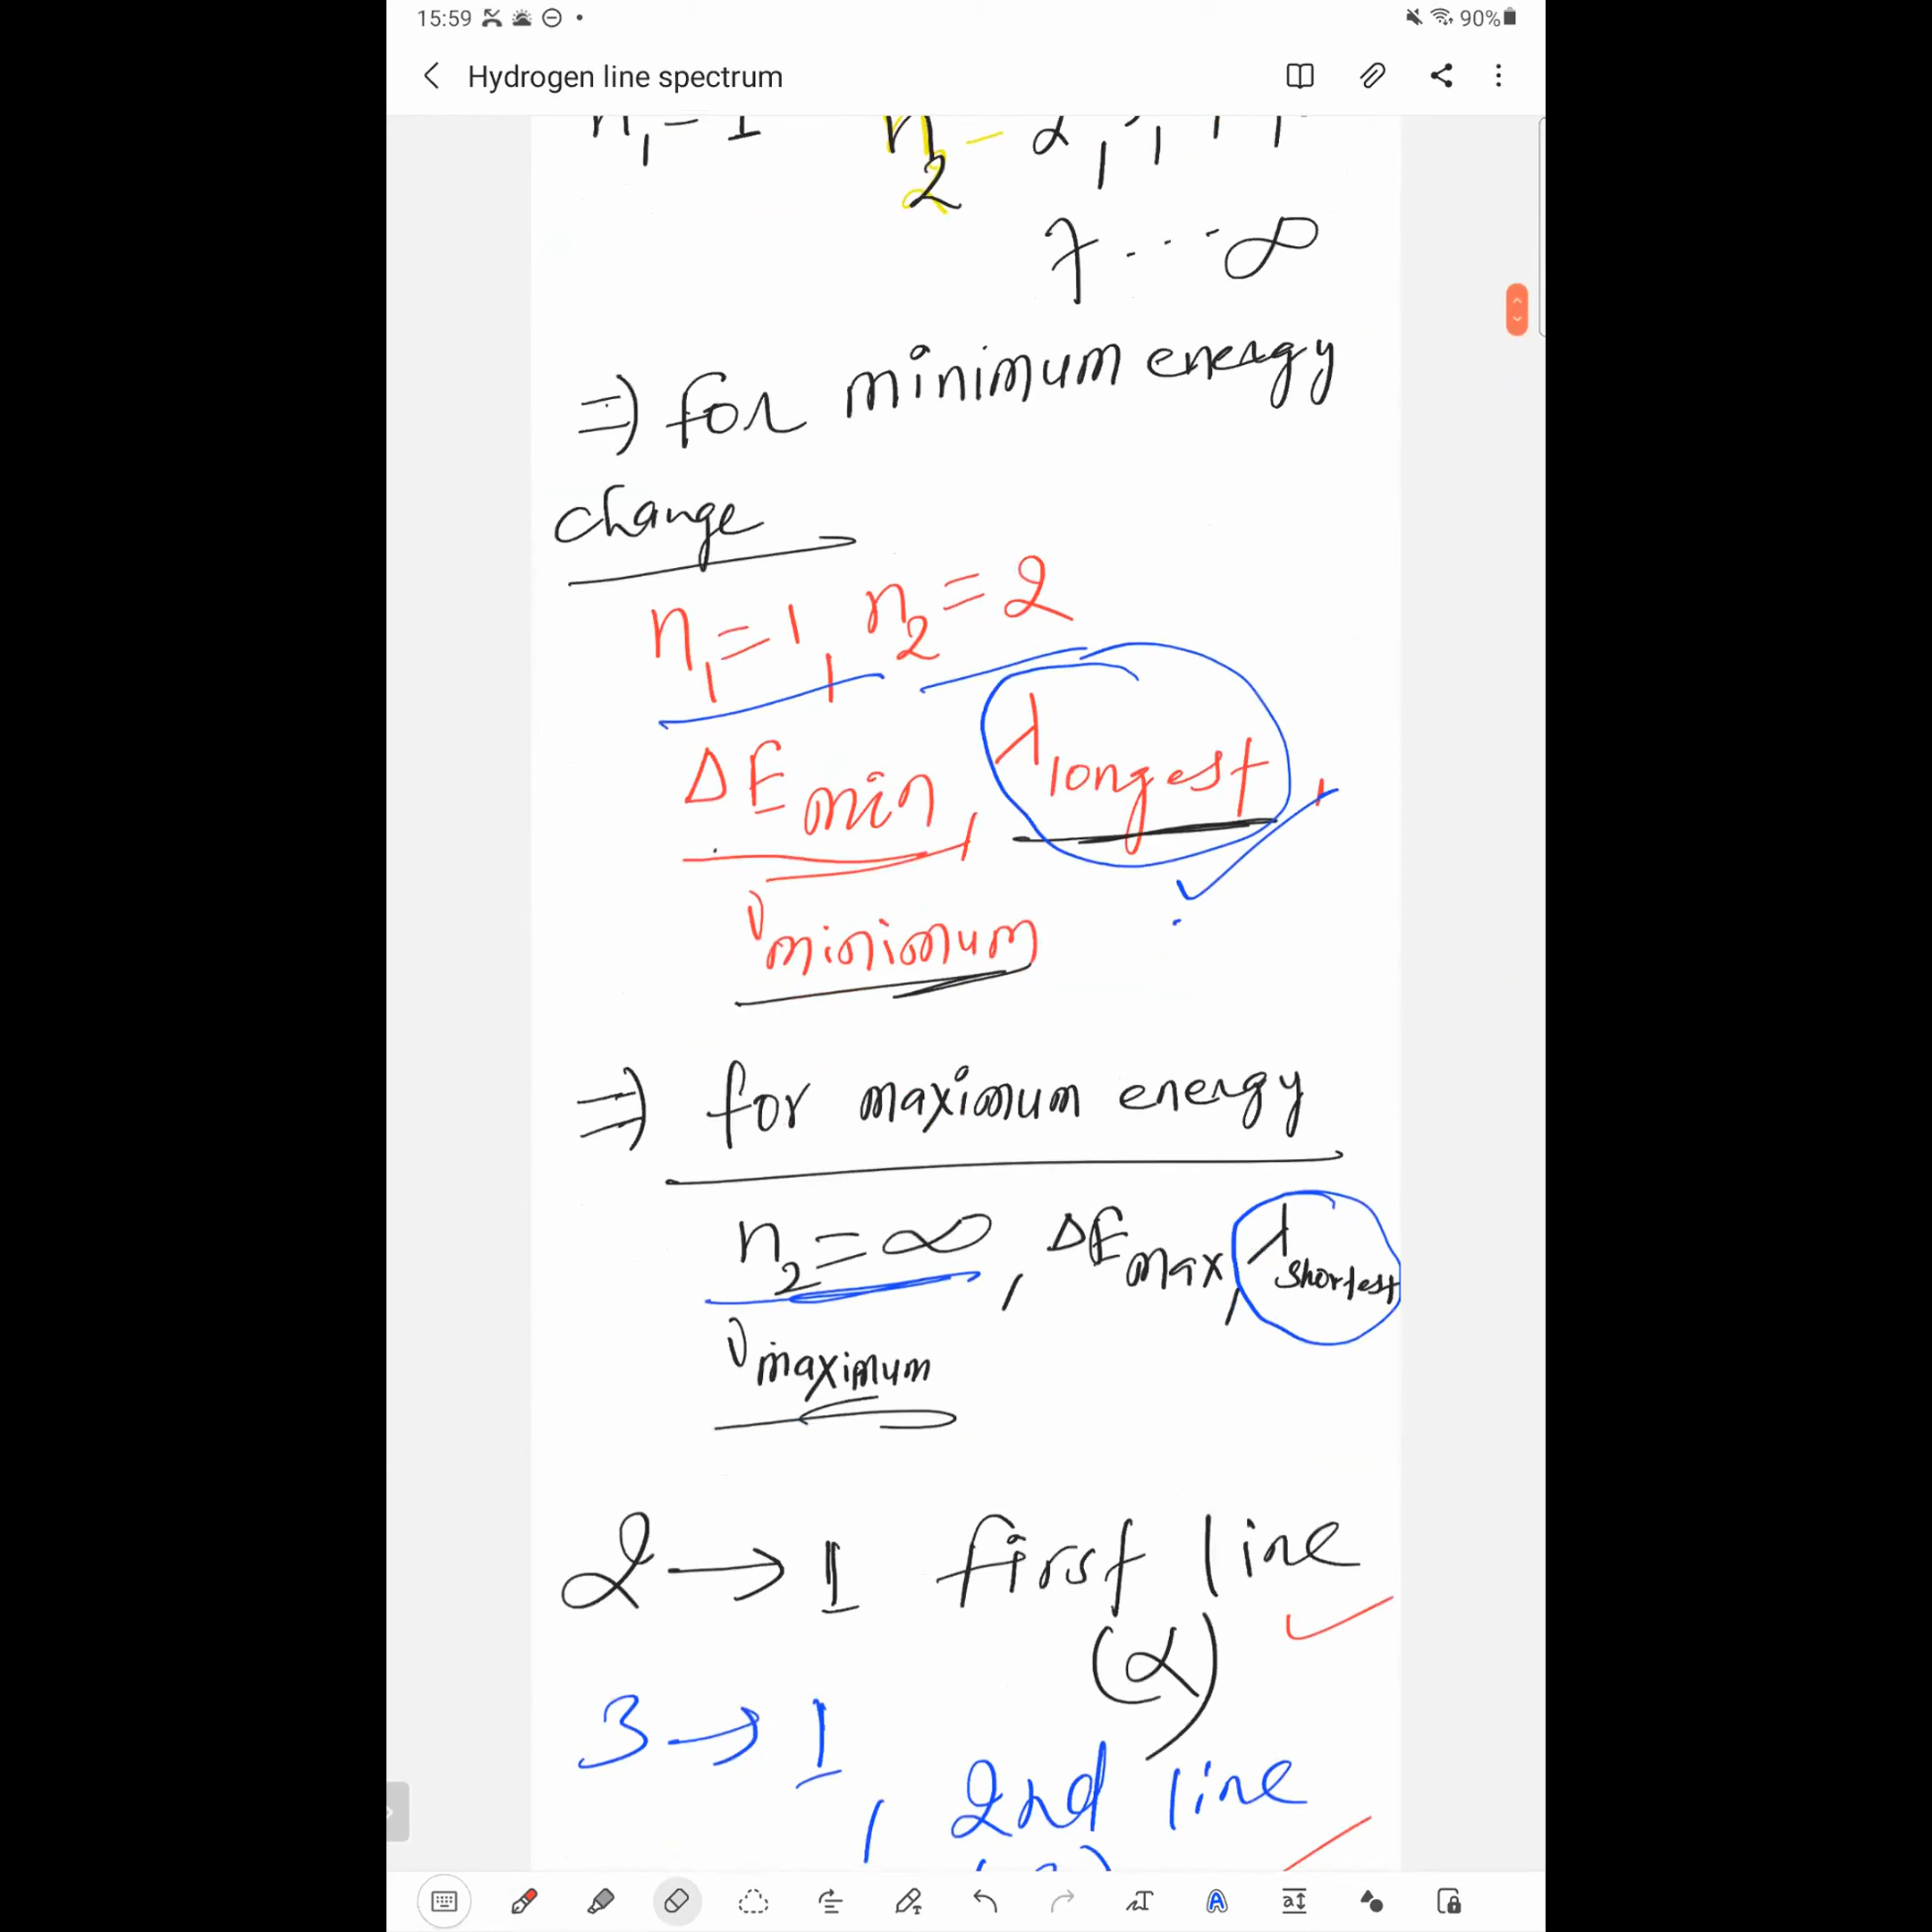 15:59 90%
Hydrogen line spectrum
n₁ = 1 n₂ = 2,
7 ... ∞
⇒ for minimum energy
change
n₁ = 1, n₂ = 2
ΔE min, λ longest,
ν minimum
⇒ for maximum energy
n₂ = ∞, ΔE max, λ shortest
ν maximum
2 → 1 first line
(α)
3 → 1, 2nd line